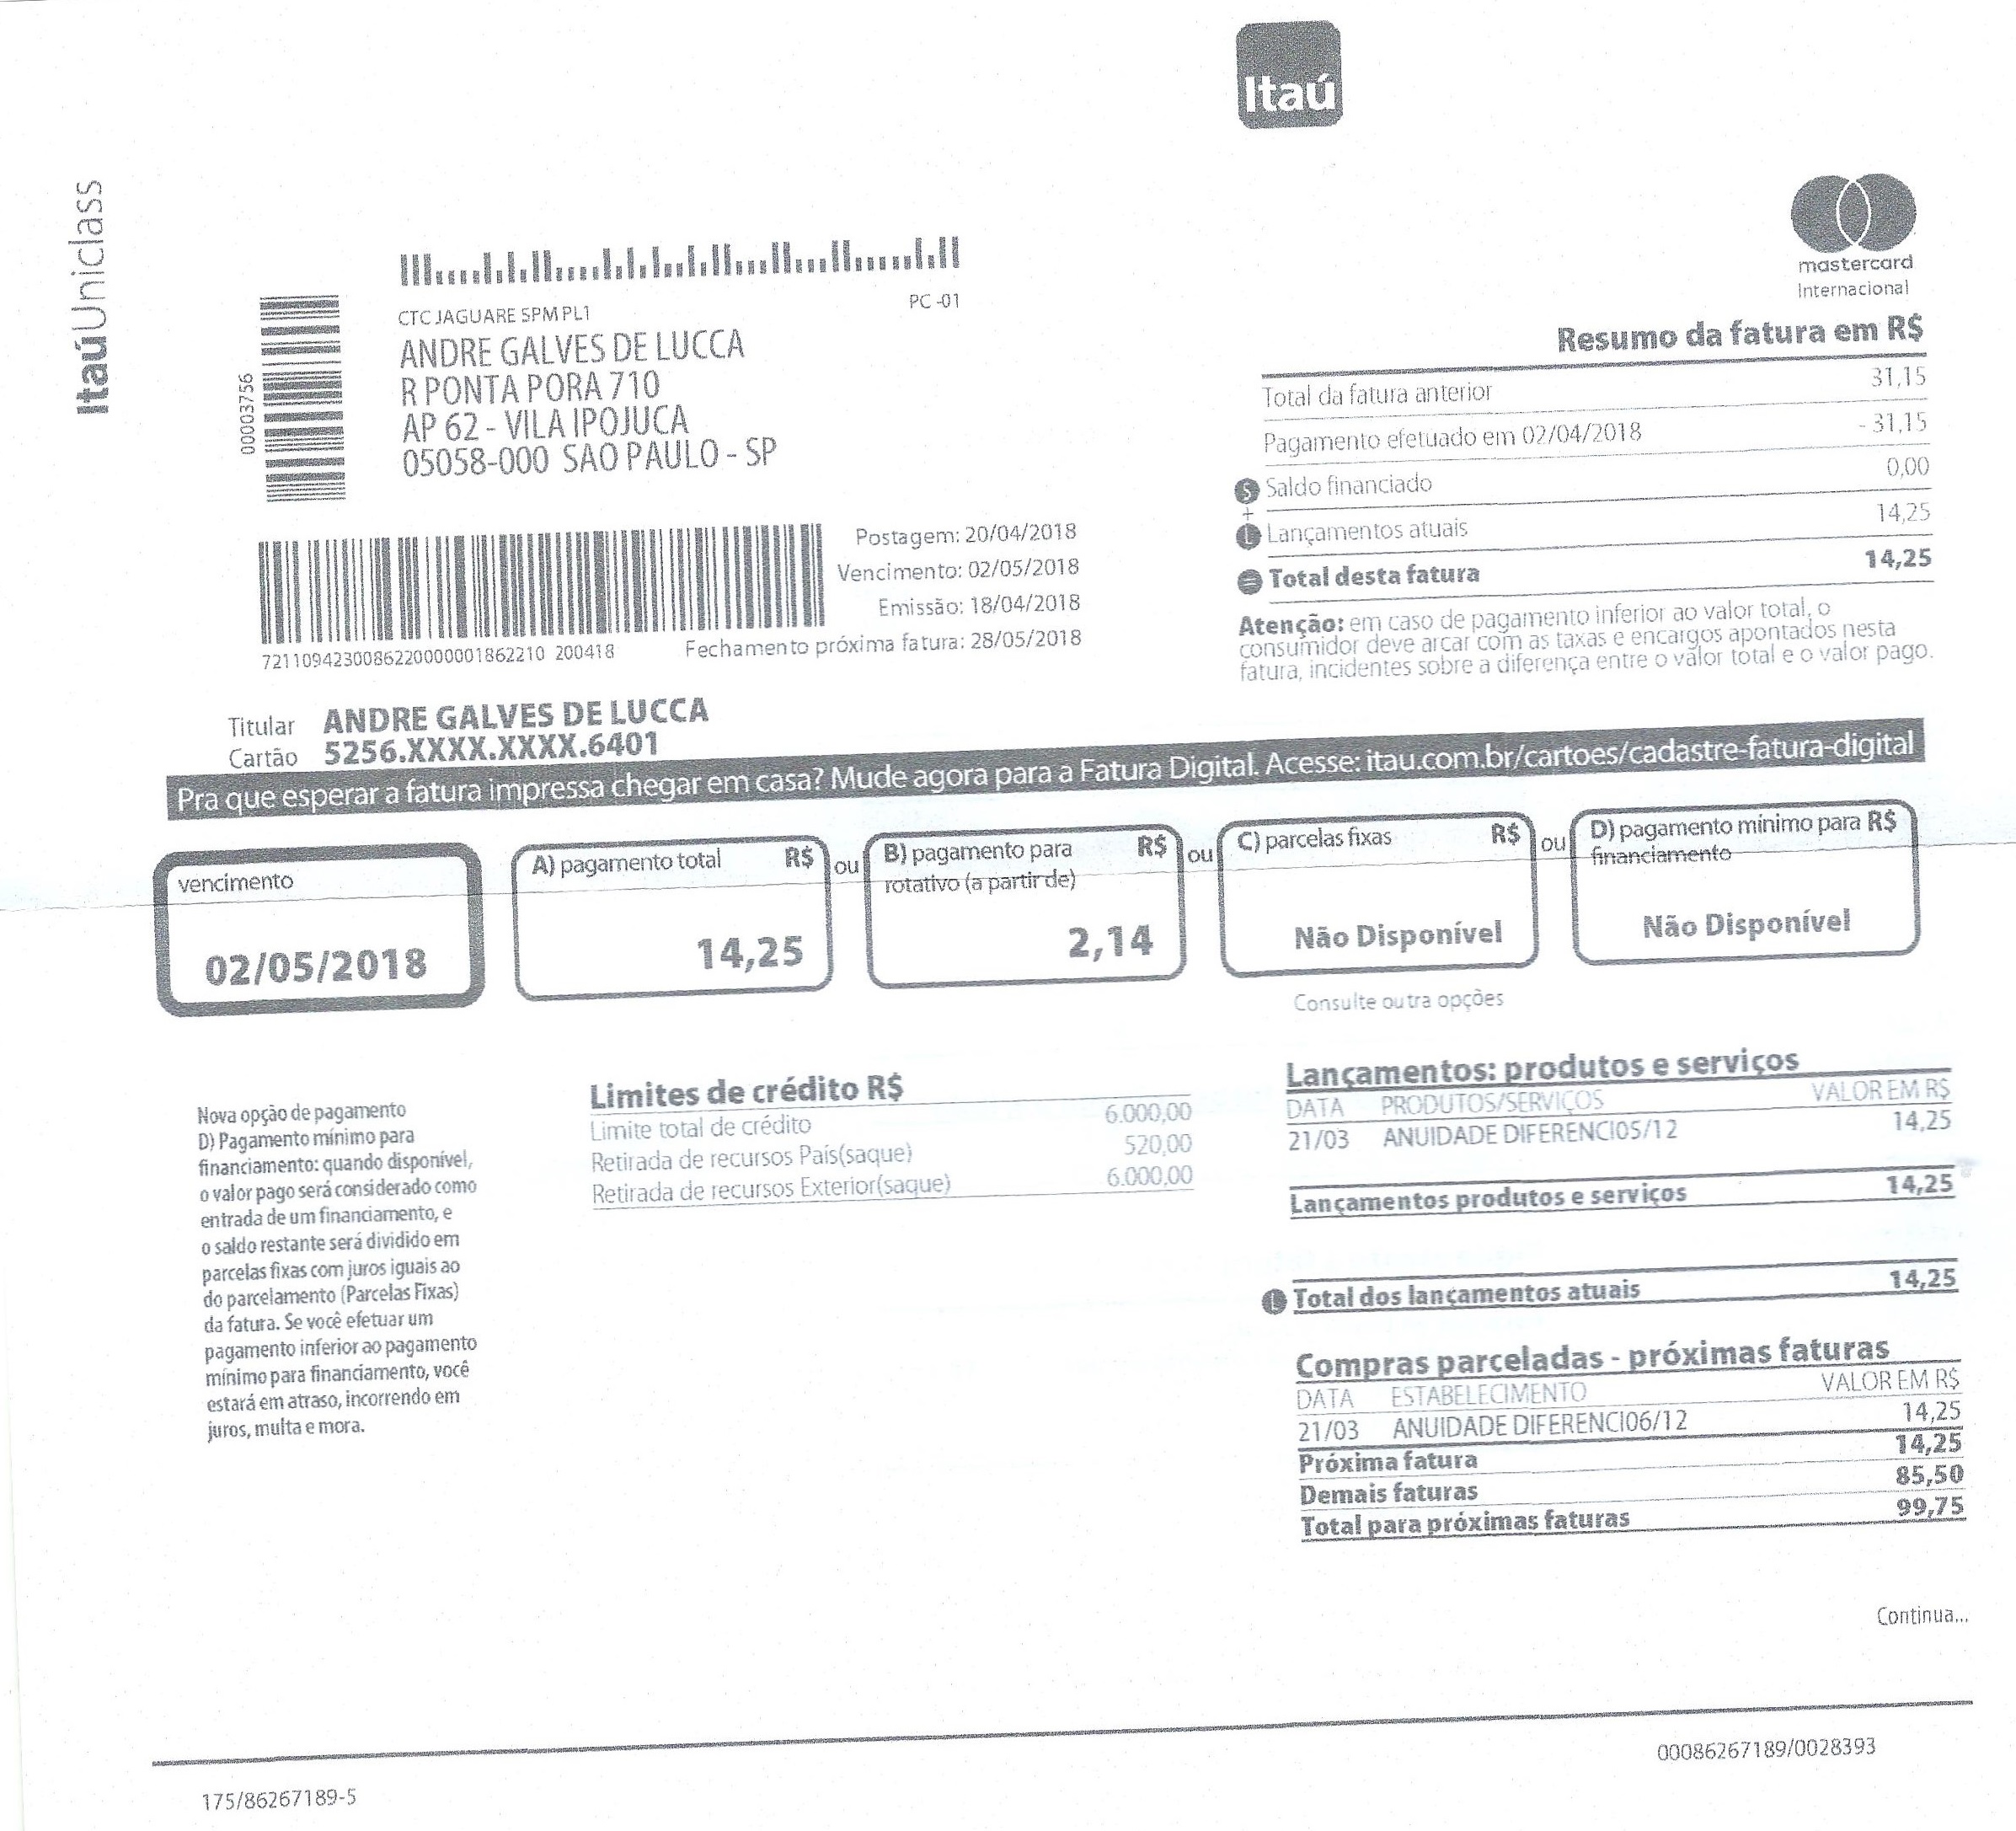 Itaú
ItaúUniclass
mastercard
Internacional
CTC JAGUARE SPM PL1
PC -01
ANDRE GALVES DE LUCCA
R PONTA PORA 710
AP 62 - VILA IPOJUCA
05058-000 SAO PAULO - SP
00003756
Postagem: 20/04/2018
Vencimento: 02/05/2018
Emissão: 18/04/2018
Fechamento próxima fatura: 28/05/2018
7211094230086220000001862210 200418
Resumo da fatura em R$
Total da fatura anterior 31,15
Pagamento efetuado em 02/04/2018 - 31,15
S Saldo financiado 0,00
+
L Lançamentos atuais 14,25
= Total desta fatura 14,25
Atenção: em caso de pagamento inferior ao valor total, o
consumidor deve arcar com as taxas e encargos apontados nesta
fatura, incidentes sobre a diferença entre o valor total e o valor pago.
Titular ANDRE GALVES DE LUCCA
Cartão 5256.XXXX.XXXX.6401
Pra que esperar a fatura impressa chegar em casa? Mude agora para a Fatura Digital. Acesse: itau.com.br/cartoes/cadastre-fatura-digital
vencimento
02/05/2018
A) pagamento total R$
14,25
ou
B) pagamento para R$
rotativo (a partir de)
2,14
ou
C) parcelas fixas R$
Não Disponível
ou
D) pagamento mínimo para R$
financiamento
Não Disponível
Consulte outra opções
Nova opção de pagamento
D) Pagamento mínimo para
financiamento: quando disponível,
o valor pago será considerado como
entrada de um financiamento, e
o saldo restante será dividido em
parcelas fixas com juros iguais ao
do parcelamento (Parcelas Fixas)
da fatura. Se você efetuar um
pagamento inferior ao pagamento
mínimo para financiamento, você
estará em atraso, incorrendo em
juros, multa e mora.
Limites de crédito R$
Limite total de crédito 6.000,00
Retirada de recursos País(saque) 520,00
Retirada de recursos Exterior(saque) 6.000,00
Lançamentos: produtos e serviços
DATA PRODUTOS/SERVIÇOS VALOR EM R$
21/03 ANUIDADE DIFERENCI05/12 14,25
Lançamentos produtos e serviços 14,25
L Total dos lançamentos atuais 14,25
Compras parceladas - próximas faturas
DATA ESTABELECIMENTO VALOR EM R$
21/03 ANUIDADE DIFERENCI06/12 14,25
Próxima fatura 14,25
Demais faturas 85,50
Total para próximas faturas 99,75
Continua...
00086267189/0028393
175/86267189-5